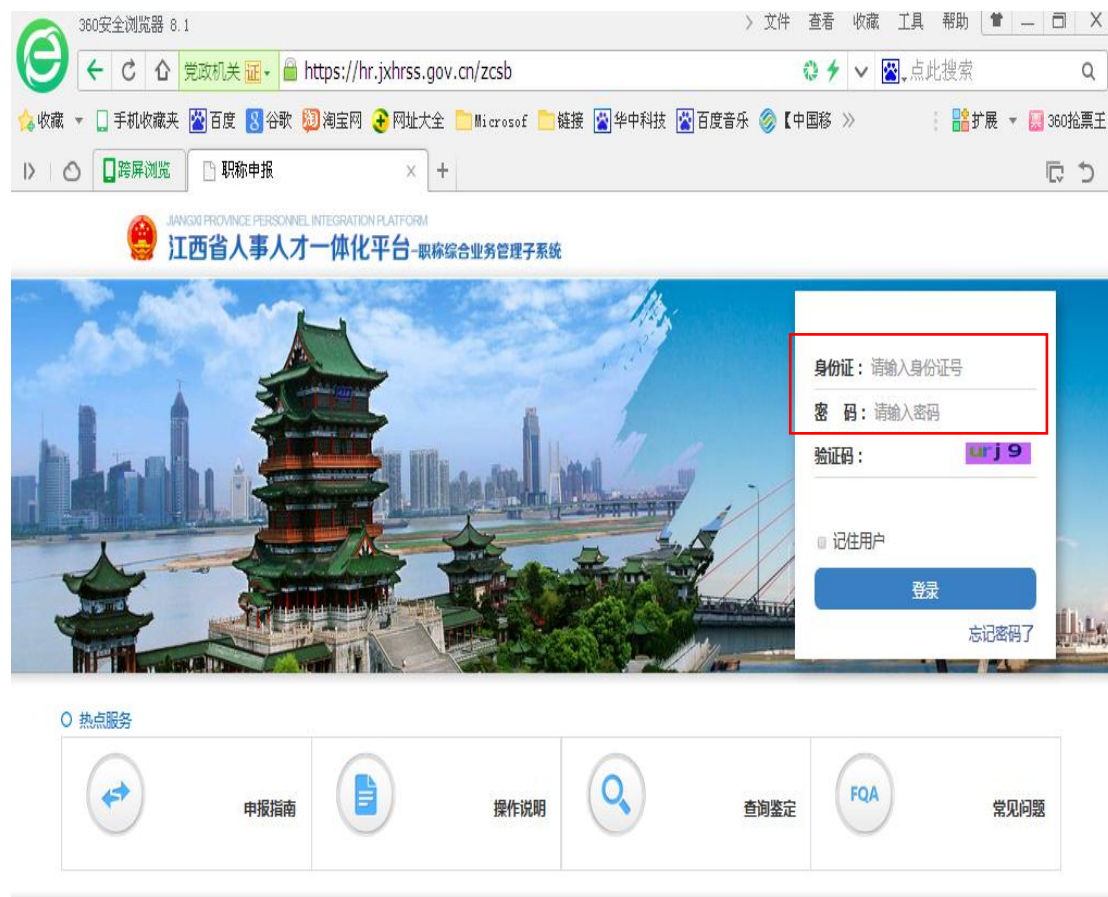 360安全浏览器 8.1
文件 查看 收藏 工具 帮助
党政机关 证 https://hr.jxhrss.gov.cn/zcsb 点此搜索
收藏 手机收藏夹 百度 8 谷歌 淘 淘宝网 网址大全 Microsof 链接 华中科技 百度音乐 【中国移 》 扩展 360抢票王
跨屏浏览 职称申报
JIANGXI PROVINCE PERSONNEL INTEGRATION PLATFORM
江西省人事人才一体化平台-职称综合业务管理子系统
身份证: 请输入身份证号
密 码: 请输入密码
验证码: urj9
记住用户
登录
忘记密码了
热点服务
申报指南 操作说明 查询鉴定 FQA 常见问题